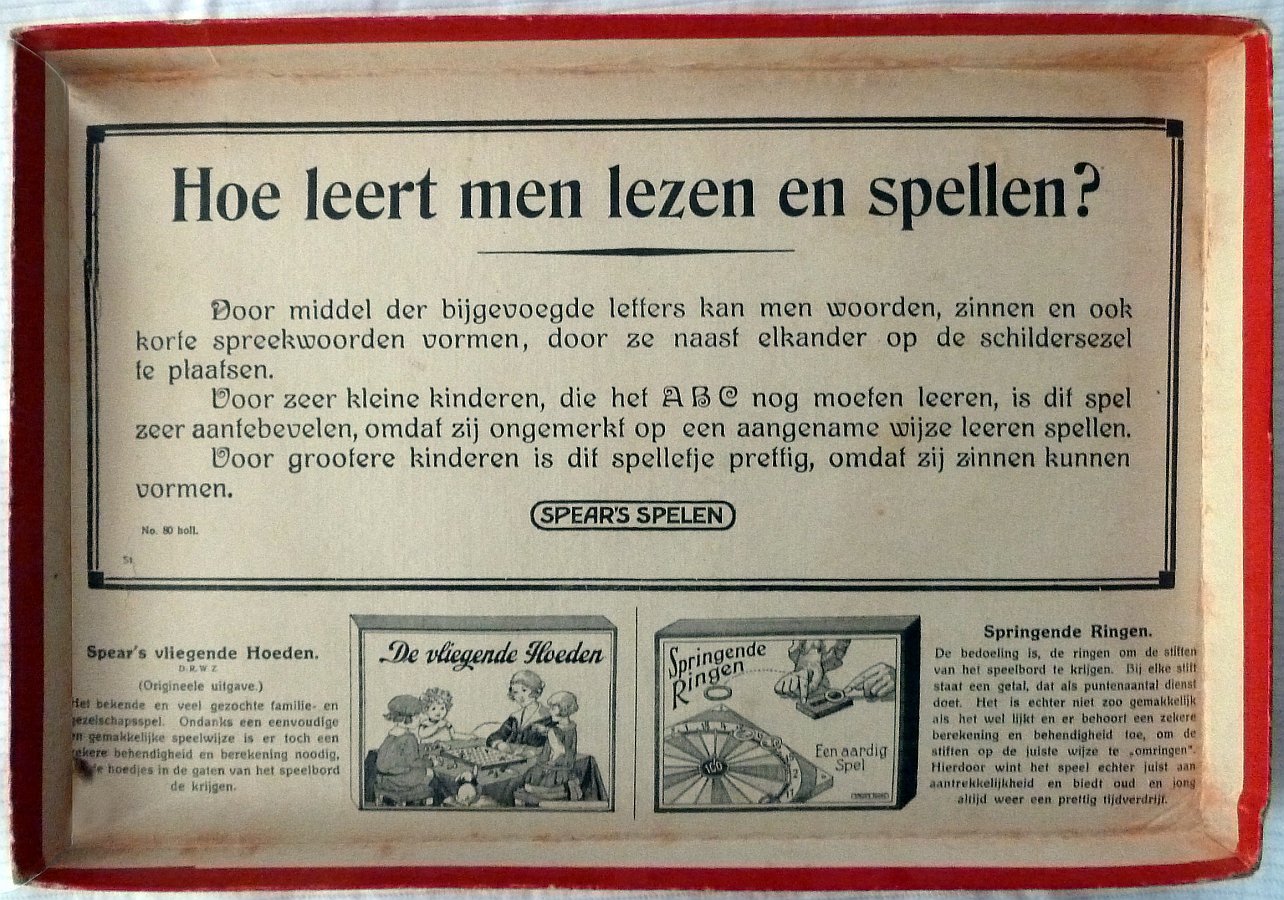 Hoe leert men lezen en spellen?
Door middel der bijgevoegde letters kan men woorden, zinnen en ook
korte spreekwoorden vormen, door ze naast elkander op de schildersezel
te plaatsen.
Voor zeer kleine kinderen, die het A B C nog moeten leeren, is dit spel
zeer aantebevelen, omdat zij ongemerkt op een aangename wijze leeren spellen.
Voor grootere kinderen is dit spelletje prettig, omdat zij zinnen kunnen
vormen.
SPEAR'S SPELEN
No. 80 holl.
51
Spear's vliegende Hoeden.
D. R. W. Z.
(Origineele uitgave.)
Het bekende en veel gezochte familie- en
gezelschapsspel. Ondanks een eenvoudige
en gemakkelijke speelwijze is er toch een
zekere behendigheid en berekening noodig,
hoedjes in de gaten van het speelbord
de krijgen.
De vliegende Hoeden
Springende
Ringen
100
Een aardig
Spel
Springende Ringen.
De bedoeling is, de ringen om de stiften
van het speelbord te krijgen. Bij elke stift
staat een getal, dat als puntenaantal dienst
doet. Het is echter niet zoo gemakkelijk
als het wel lijkt en er behoort een zekere
berekening en behendigheid toe, om de
stiften op de juiste wijze te „omringen".
Hierdoor wint het speel echter juist aan
aantrekkelijkheid en biedt oud en jong
altijd weer een prettig tijdverdrijf.